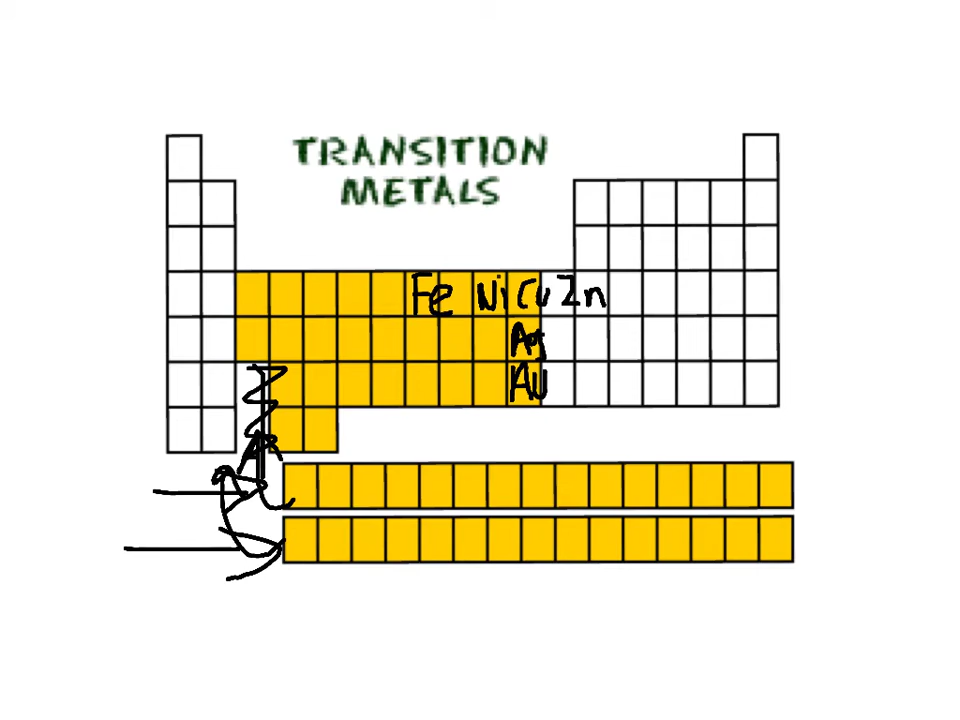 TRANSITION
METALS
Fe Ni Cu Zn
Ag
Au